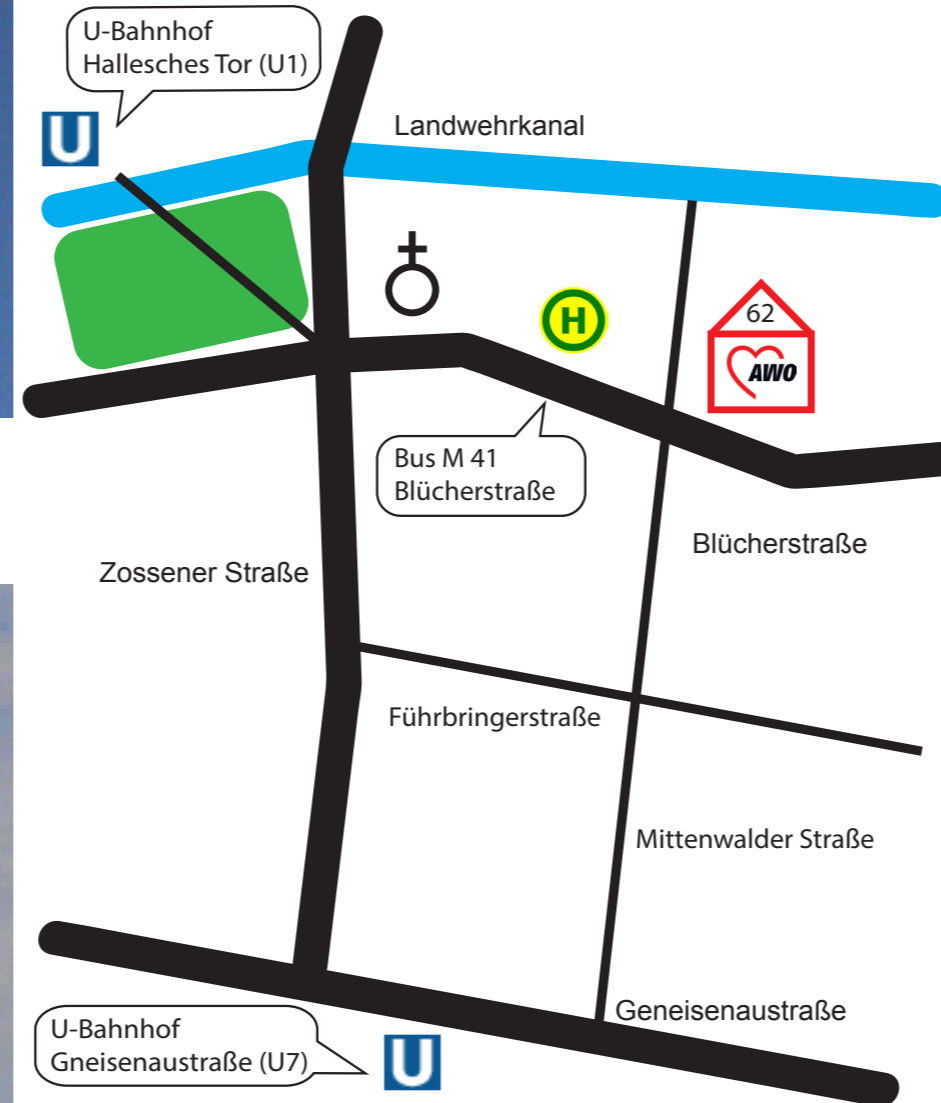 U-Bahnhof
Hallesches Tor (U1)
U
Landwehrkanal
H
62
AWO
Bus M 41
Blücherstraße
Blücherstraße
Zossener Straße
Führbringerstraße
Mittenwalder Straße
Geneisenaustraße
U-Bahnhof
Gneisenaustraße (U7)
U